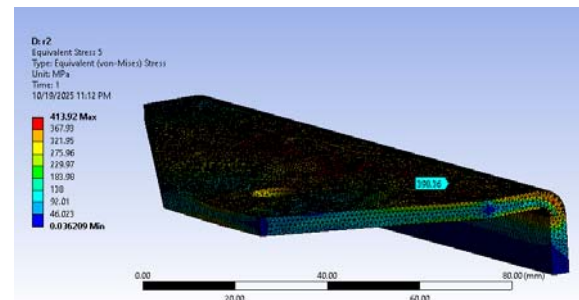 D: r2
Equivalent Stress 5
Type: Equivalent (von-Mises) Stress
Unit: MPa
Time: 1
10/19/2025 11:12 PM
413.92 Max
367.93
321.95
275.96
229.97
183.98
138
92.01
46.023
0.036209 Min
0.00
40.00
80.00 (mm)
20.00
60.00